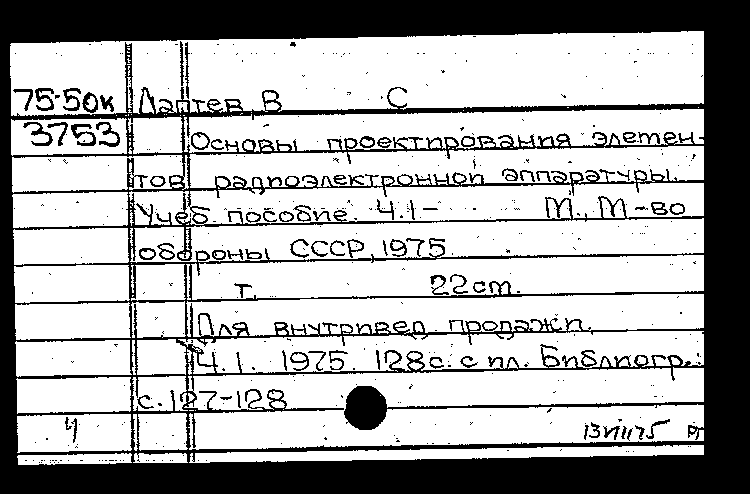 75-50к Лаптев, В С
3753 Основы проектирования элемен-
тов радиоэлектронной аппаратуры.
Учеб пособие. Ч.1- М., М-во
обороны СССР, 1975
т. 22см.
Для внутривед продажи.
Ч.1. 1975. 128с. с ил. Библиогр.:
с.127-128